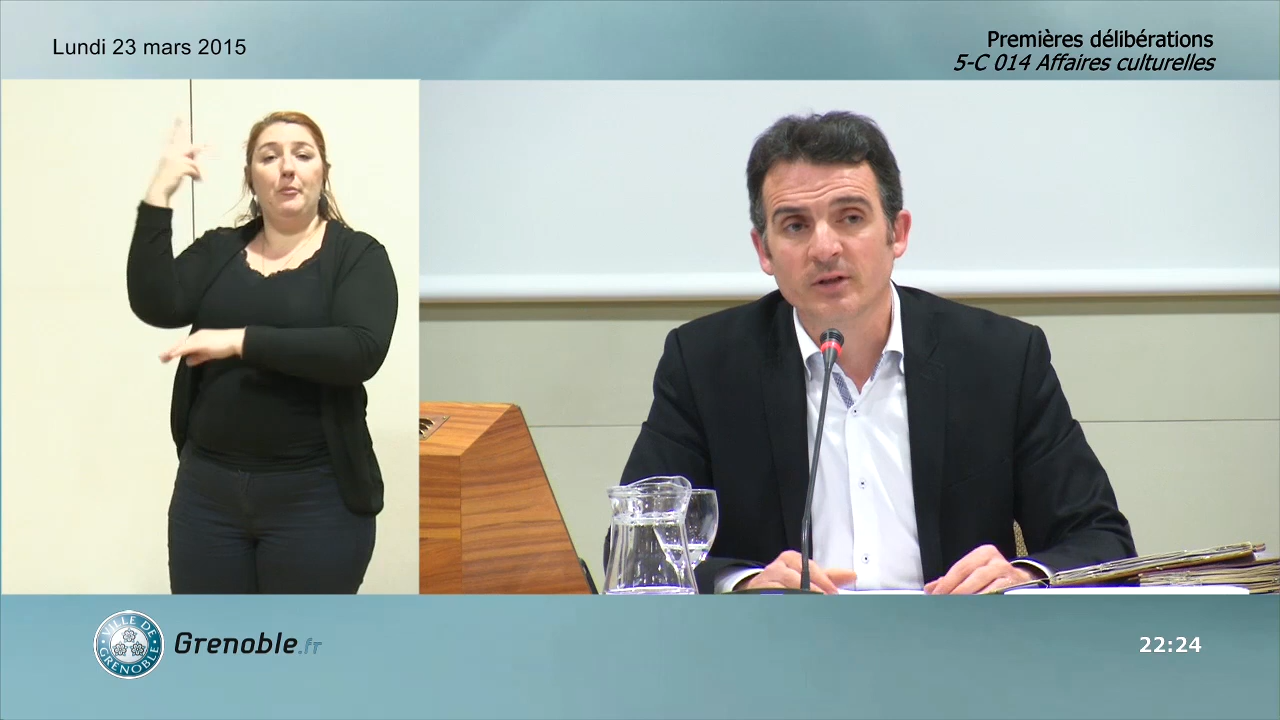 Lundi 23 mars 2015
Premières délibérations
5-C 014 Affaires culturelles
VILLE DE GRENOBLE
Grenoble.fr
22:24